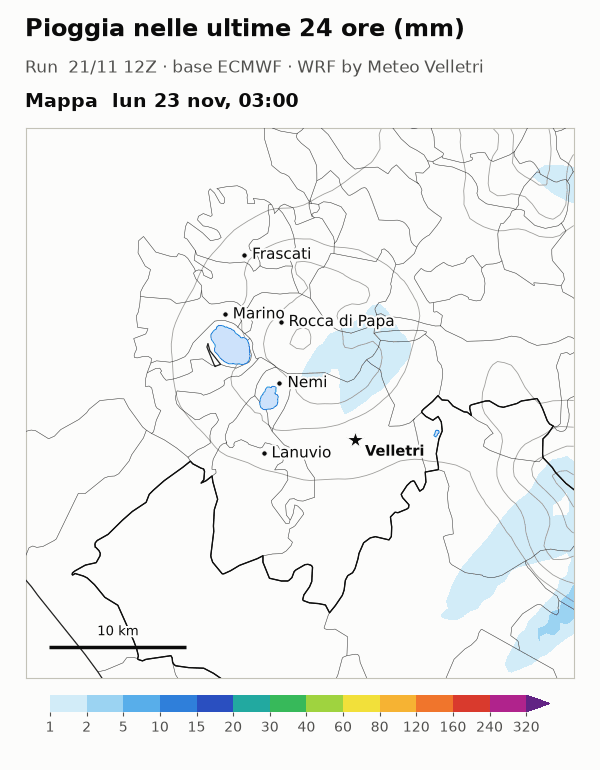 Pioggia nelle ultime 24 ore (mm)
Run  21/11 12Z · base ECMWF · WRF by Meteo Velletri
Mappa  lun 23 nov, 03:00
Frascati
Marino
Rocca di Papa
Nemi
Velletri
Lanuvio
10 km
1 2 5 10 15 20 30 40 60 80 120 160 240 320